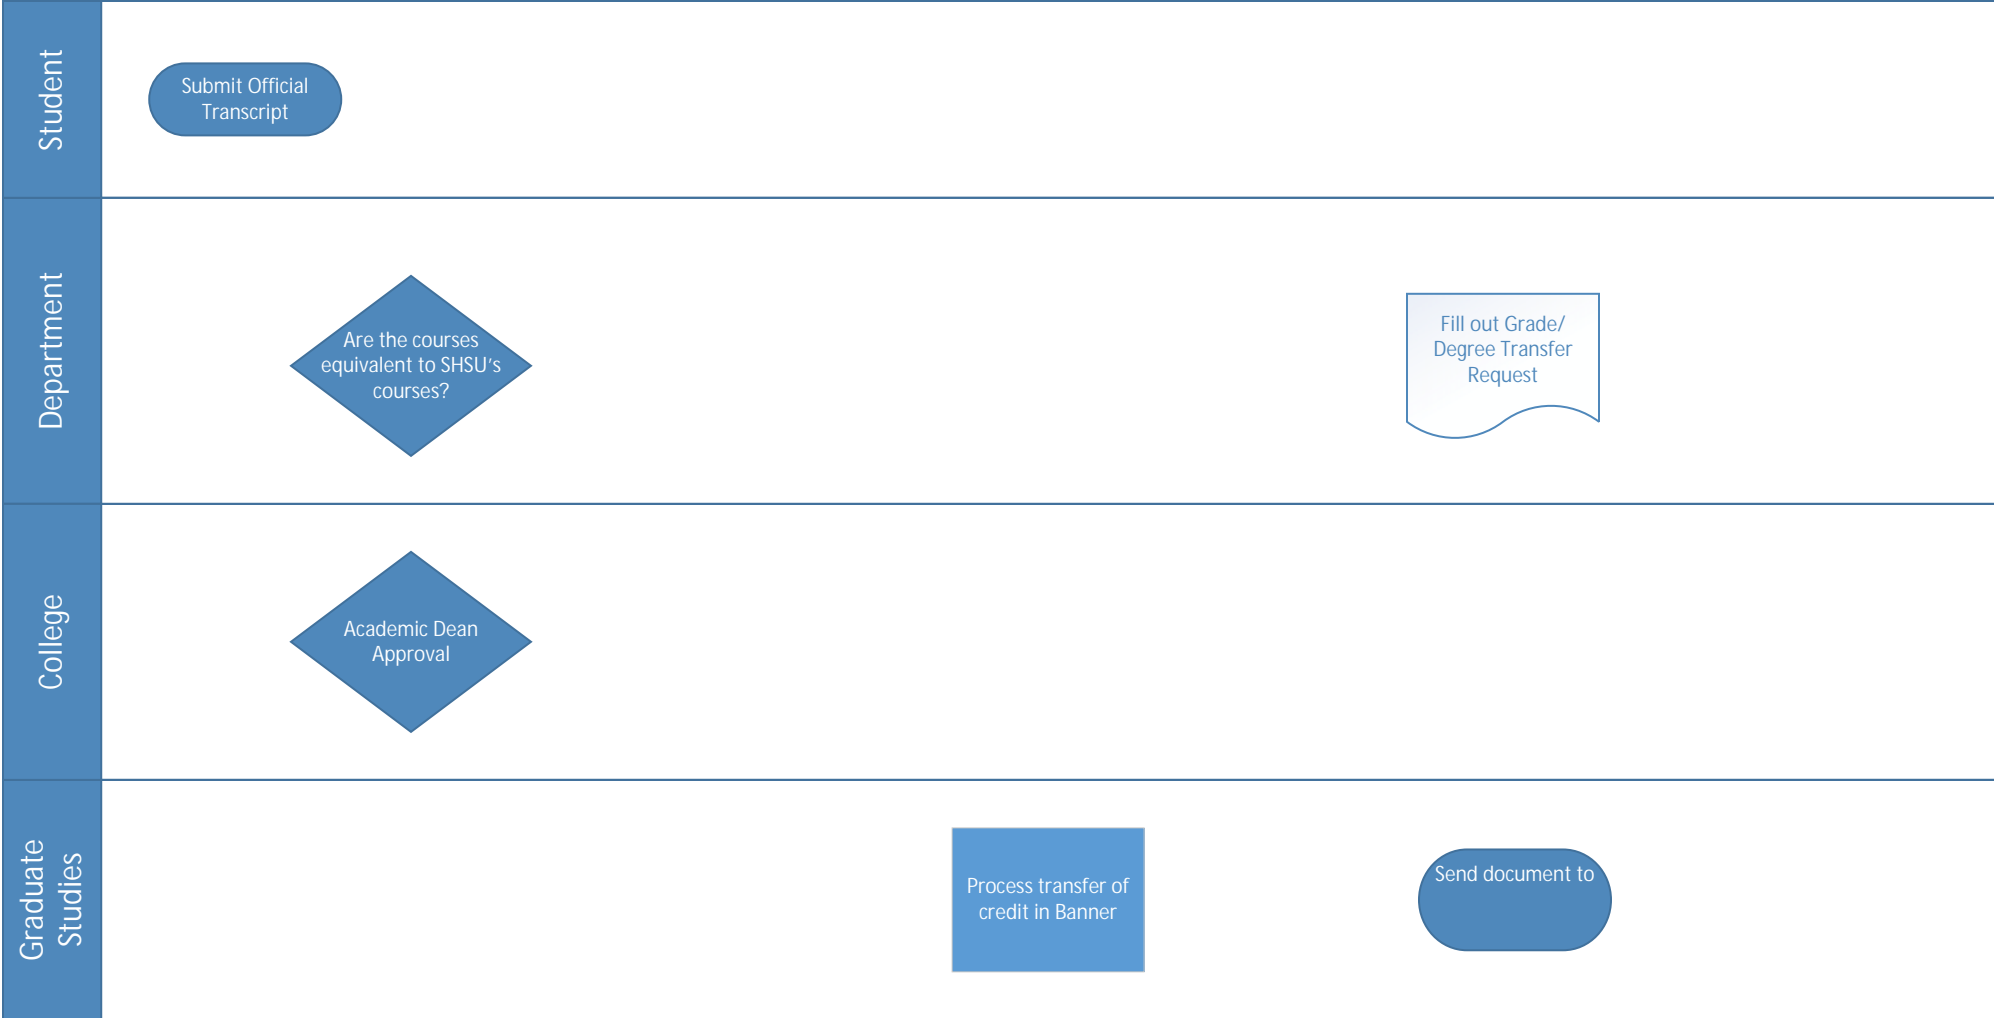 Student
Submit Official
Transcript
Department
Are the courses
equivalent to SHSU's
courses?
Fill out Grade/
Degree Transfer
Request
College
Academic Dean
Approval
Graduate
Studies
Process transfer of
credit in Banner
Send document to